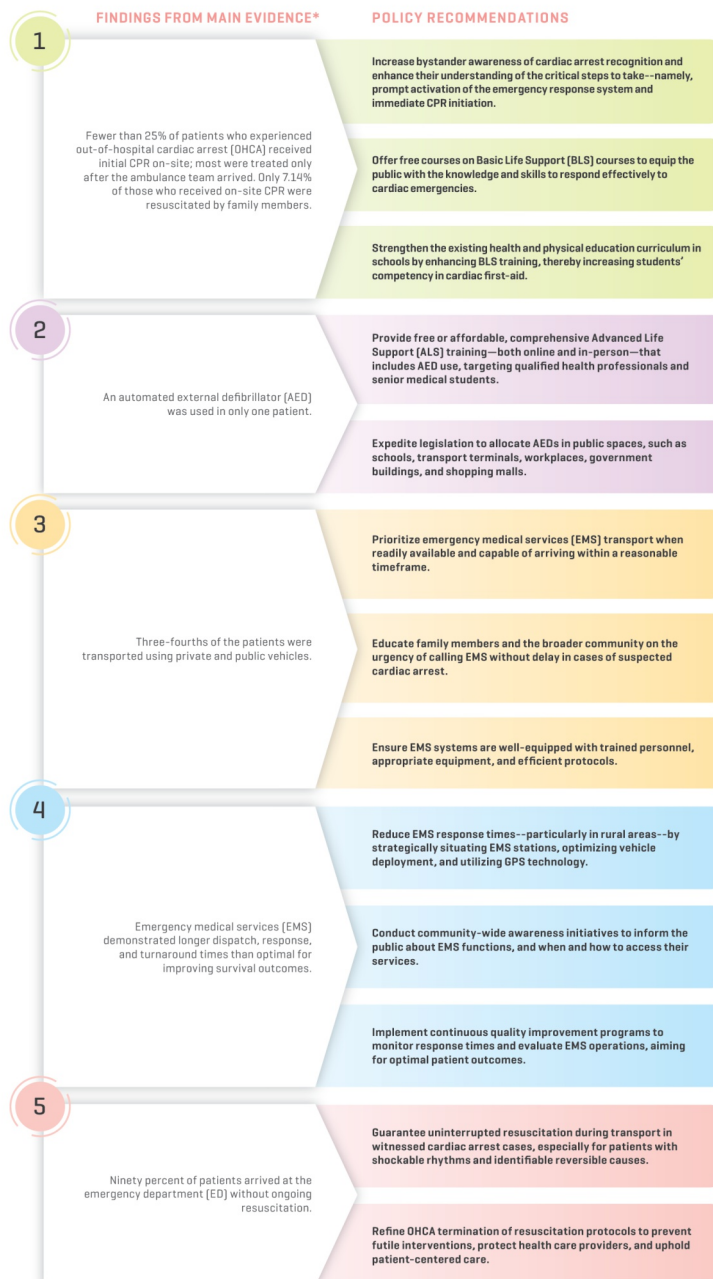 FINDINGS FROM MAIN EVIDENCE*
POLICY RECOMMENDATIONS
1
Fewer than 25% of patients who experienced
out-of-hospital cardiac arrest (OHCA) received
initial CPR on-site; most were treated only
after the ambulance team arrived. Only 7.14%
of those who received on-site CPR were
resuscitated by family members.
Increase bystander awareness of cardiac arrest recognition and
enhance their understanding of the critical steps to take--namely,
prompt activation of the emergency response system and
immediate CPR initiation.
Offer free courses on Basic Life Support (BLS) courses to equip the
public with the knowledge and skills to respond effectively to
cardiac emergencies.
Strengthen the existing health and physical education curriculum in
schools by enhancing BLS training, thereby increasing students'
competency in cardiac first-aid.
2
An automated external defibrillator (AED)
was used in only one patient.
Provide free or affordable, comprehensive Advanced Life
Support (ALS) training—both online and in-person—that
includes AED use, targeting qualified health professionals and
senior medical students.
Expedite legislation to allocate AEDs in public spaces, such as
schools, transport terminals, workplaces, government
buildings, and shopping malls.
3
Three-fourths of the patients were
transported using private and public vehicles.
Prioritize emergency medical services (EMS) transport when
readily available and capable of arriving within a reasonable
timeframe.
Educate family members and the broader community on the
urgency of calling EMS without delay in cases of suspected
cardiac arrest.
Ensure EMS systems are well-equipped with trained personnel,
appropriate equipment, and efficient protocols.
4
Emergency medical services (EMS)
demonstrated longer dispatch, response,
and turnaround times than optimal for
improving survival outcomes.
Reduce EMS response times--particularly in rural areas--by
strategically situating EMS stations, optimizing vehicle
deployment, and utilizing GPS technology.
Conduct community-wide awareness initiatives to inform the
public about EMS functions, and when and how to access their
services.
Implement continuous quality improvement programs to
monitor response times and evaluate EMS operations, aiming
for optimal patient outcomes.
5
Ninety percent of patients arrived at the
emergency department (ED) without ongoing
resuscitation.
Guarantee uninterrupted resuscitation during transport in
witnessed cardiac arrest cases, especially for patients with
shockable rhythms and identifiable reversible causes.
Refine OHCA termination of resuscitation protocols to prevent
futile interventions, protect health care providers, and uphold
patient-centered care.